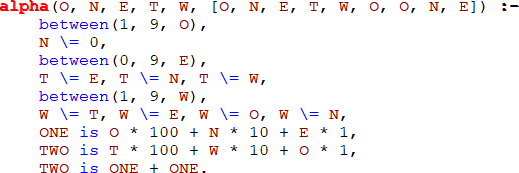 alpha(O, N, E, T, W, [O, N, E, T, W, O, O, N, E]) :-
between(1, 9, O),
N \= 0,
between(0, 9, E),
T \= E, T \= N, T \= W,
between(1, 9, W),
W \= T, W \= E, W \= O, W \= N,
ONE is O * 100 + N * 10 + E * 1,
TWO is T * 100 + W * 10 + O * 1,
TWO is ONE + ONE.